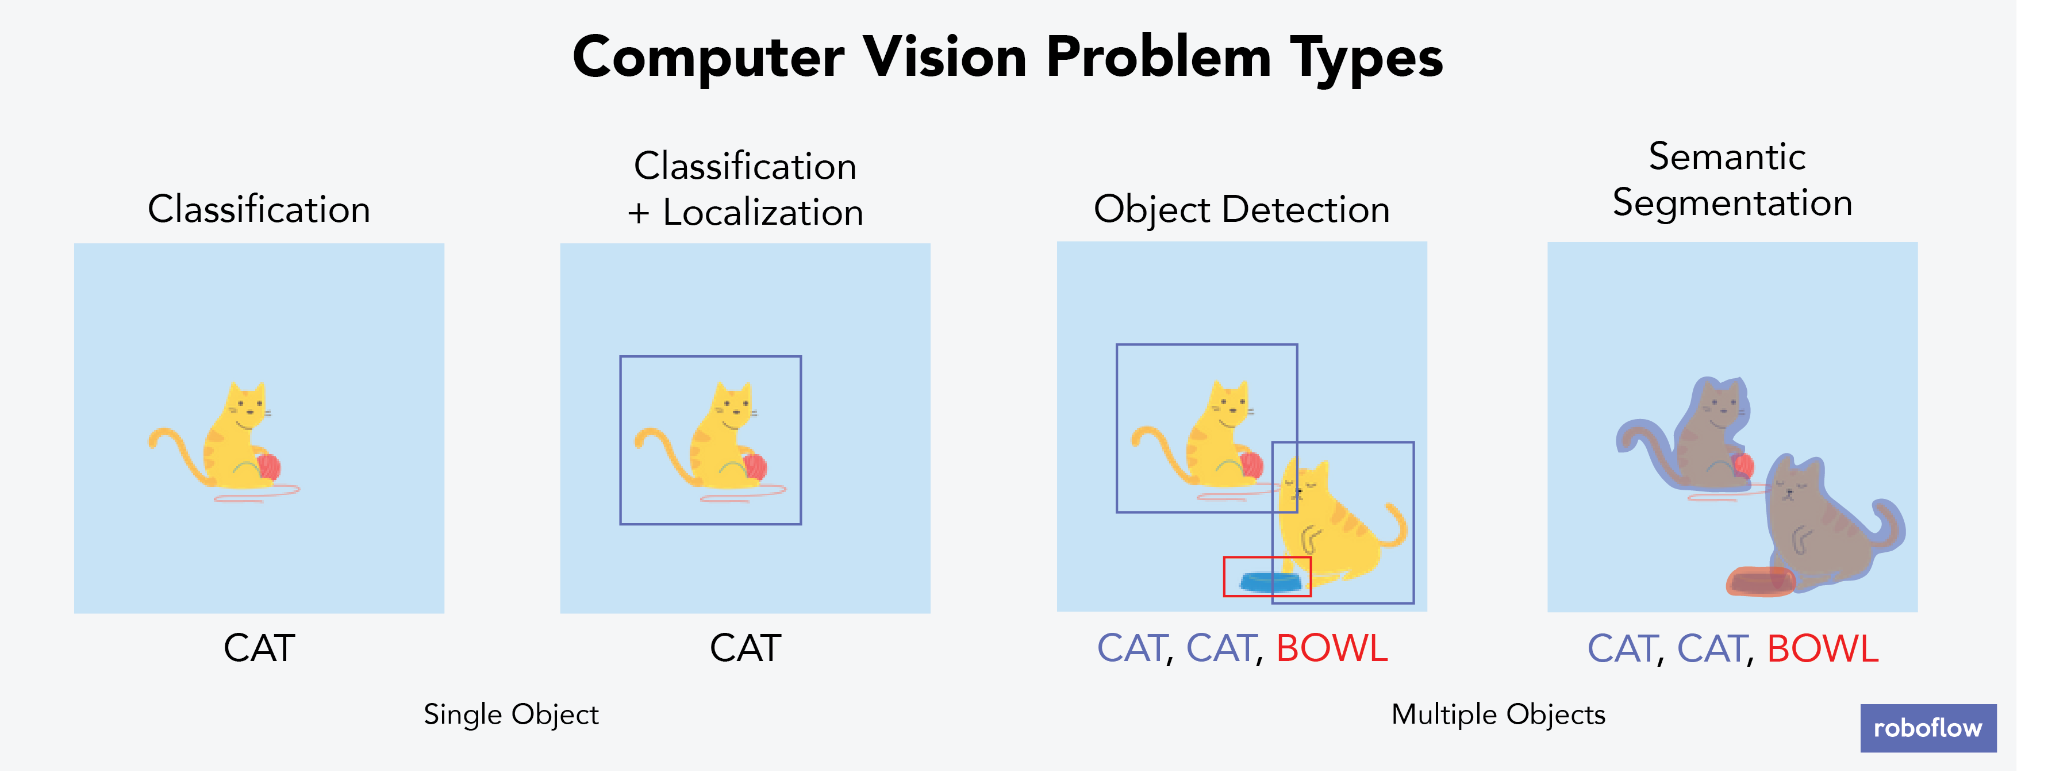 Computer Vision Problem Types
Classification
Classification
+ Localization
Object Detection
Semantic
Segmentation
CAT
CAT
CAT, CAT, BOWL
CAT, CAT, BOWL
Single Object
Multiple Objects
roboflow